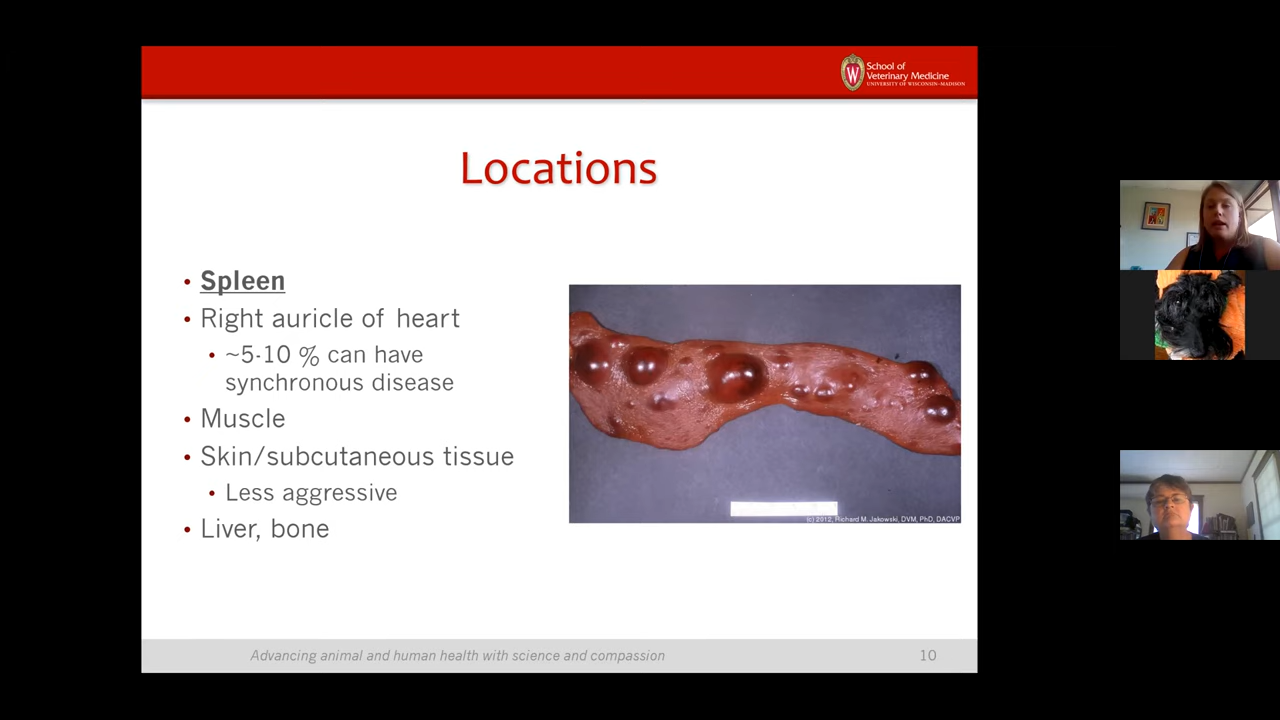 School of
Veterinary Medicine
UNIVERSITY OF WISCONSIN-MADISON
Locations
• Spleen
• Right auricle of heart
• ~5-10 % can have
synchronous disease
• Muscle
• Skin/subcutaneous tissue
• Less aggressive
• Liver, bone
(c) 2012, Richard M. Jakowski, DVM, PhD, DACVP
Advancing animal and human health with science and compassion
10